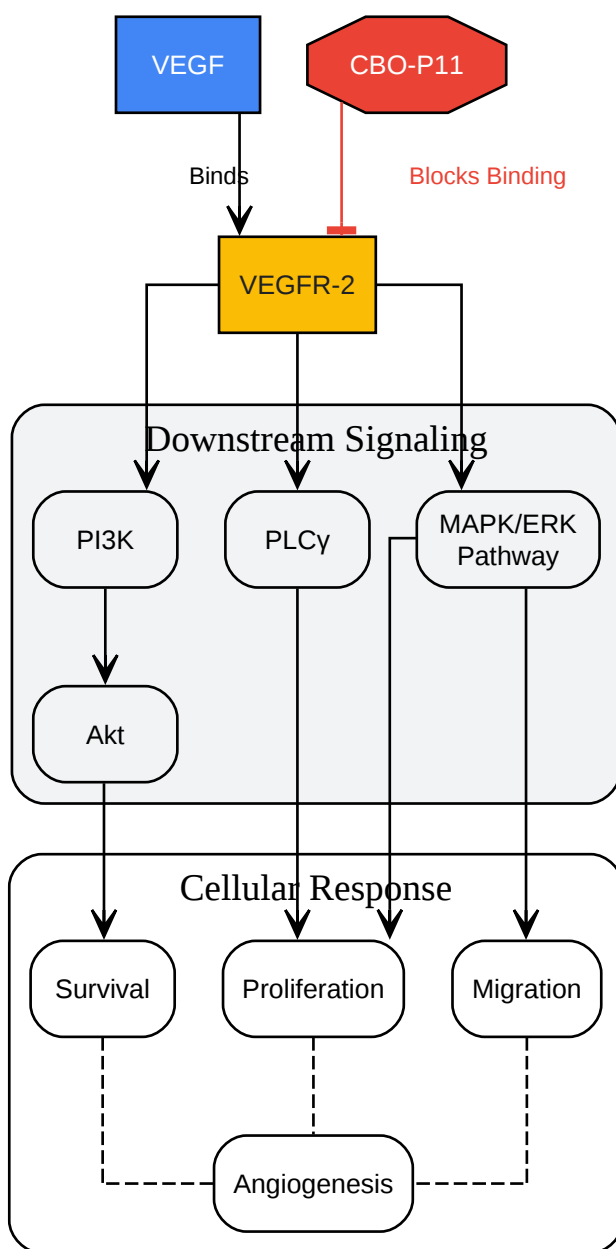 VEGF
CBO-P11
Binds
Blocks Binding
VEGFR-2
Downstream Signaling
PI3K
PLCγ
MAPK/ERK
Pathway
Akt
Cellular Response
Survival
Proliferation
Migration
Angiogenesis